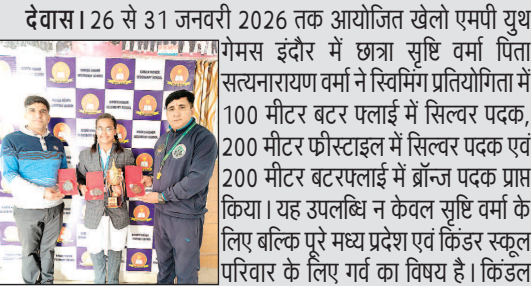 देवास। 26 से 31 जनवरी 2026 तक आयोजित खेलो एमपी यूथ
गेमस इंदौर में छात्रा सृष्टि वर्मा पिता
सत्यनारायण वर्मा ने स्विमिंग प्रतियोगिता में
100 मीटर बटर फ्लाई में सिल्वर पदक,
200 मीटर फ्रीस्टाइल में सिल्वर पदक एवं
200 मीटर बटरफ्लाई में ब्रॉन्ज पदक प्राप्त
किया। यह उपलब्धि न केवल सृष्टि वर्मा के
लिए बल्कि पूरे मध्य प्रदेश एवं किंडर स्कूल
परिवार के लिए गर्व का विषय है। किंडल